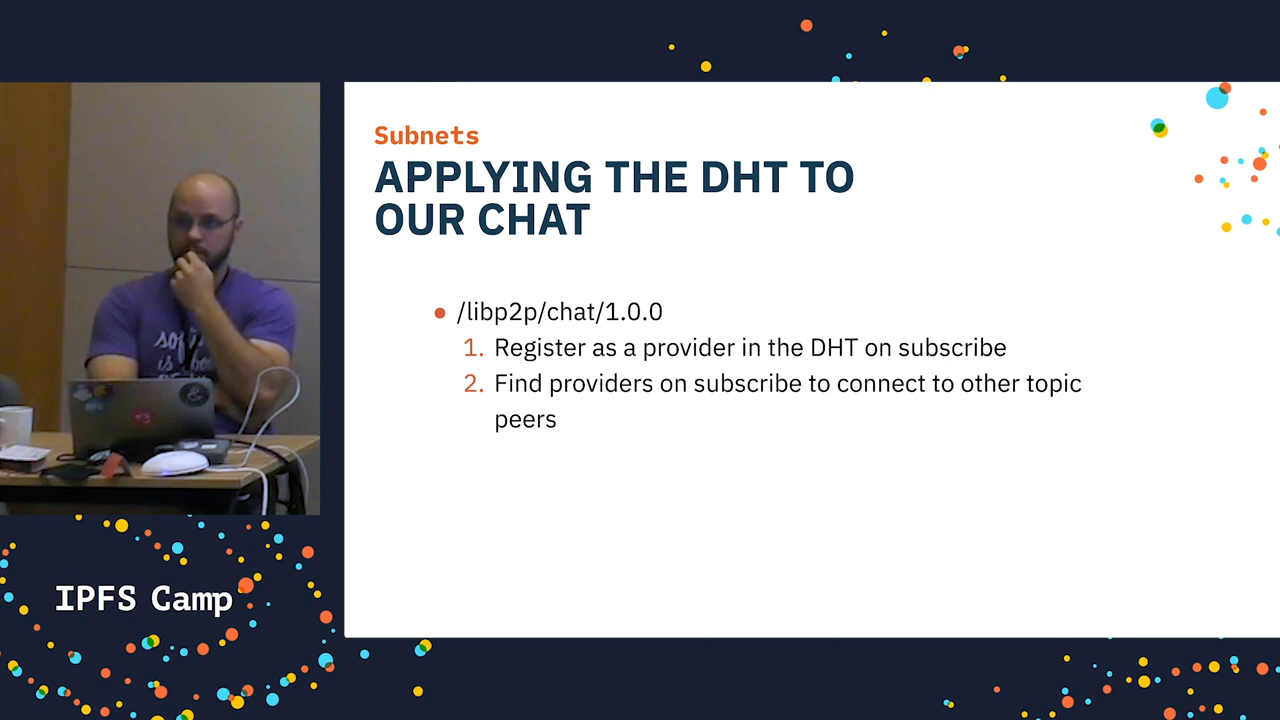 Subnets
APPLYING THE DHT TO
OUR CHAT
/libp2p/chat/1.0.0
1. Register as a provider in the DHT on subscribe
2. Find providers on subscribe to connect to other topic
peers
is
IPFS Camp